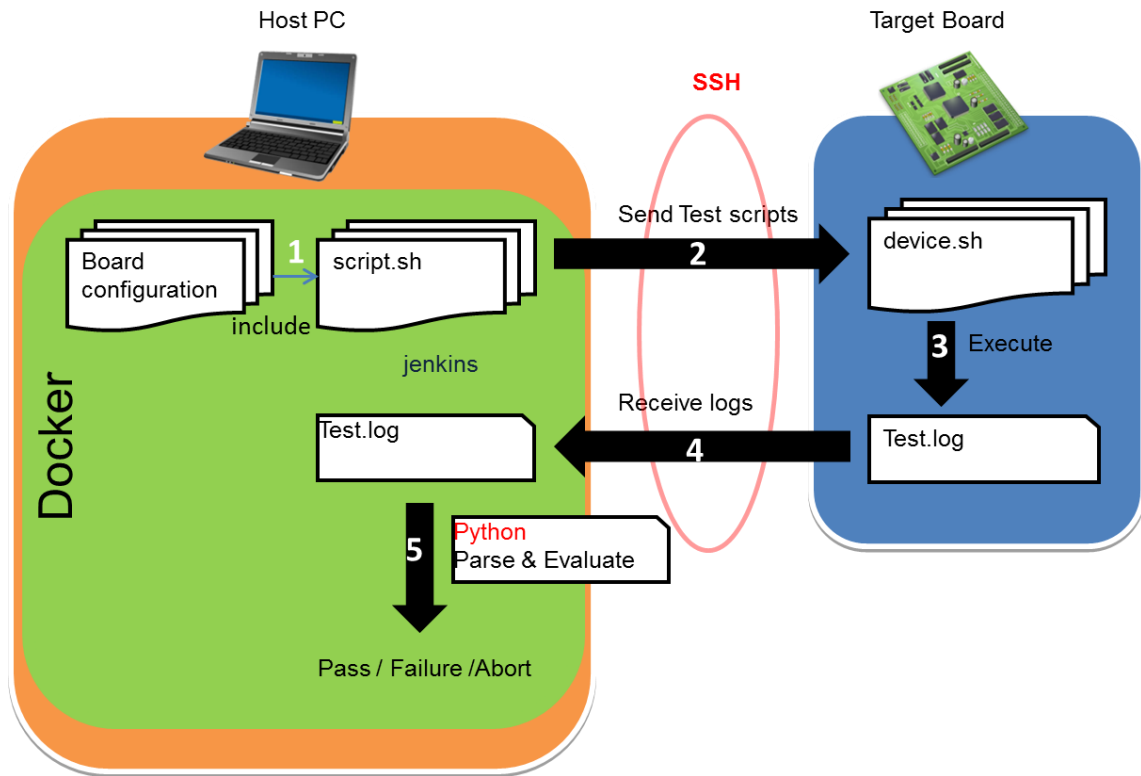 Host PC
Target Board
SSH
Board
configuration
1
include
script.sh
jenkins
Send Test scripts
2
device.sh
3
Execute
Docker
Receive logs
4
Test.log
Test.log
5
Python
Parse & Evaluate
Pass / Failure /Abort